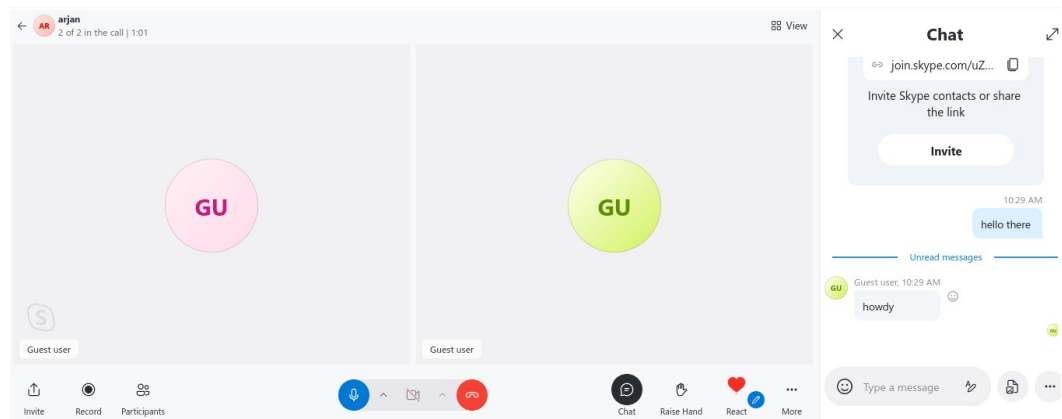 AR
arjan
2 of 2 in the call | 1:01
View
GU
Guest user
GU
Guest user
Invite
Record
Participants
Chat
Raise Hand
React
More
Chat
join.skype.com/uZ...
Invite Skype contacts or share
the link
Invite
10:29 AM
hello there
Unread messages
GU
Guest user, 10:29 AM
howdy
GU
Type a message